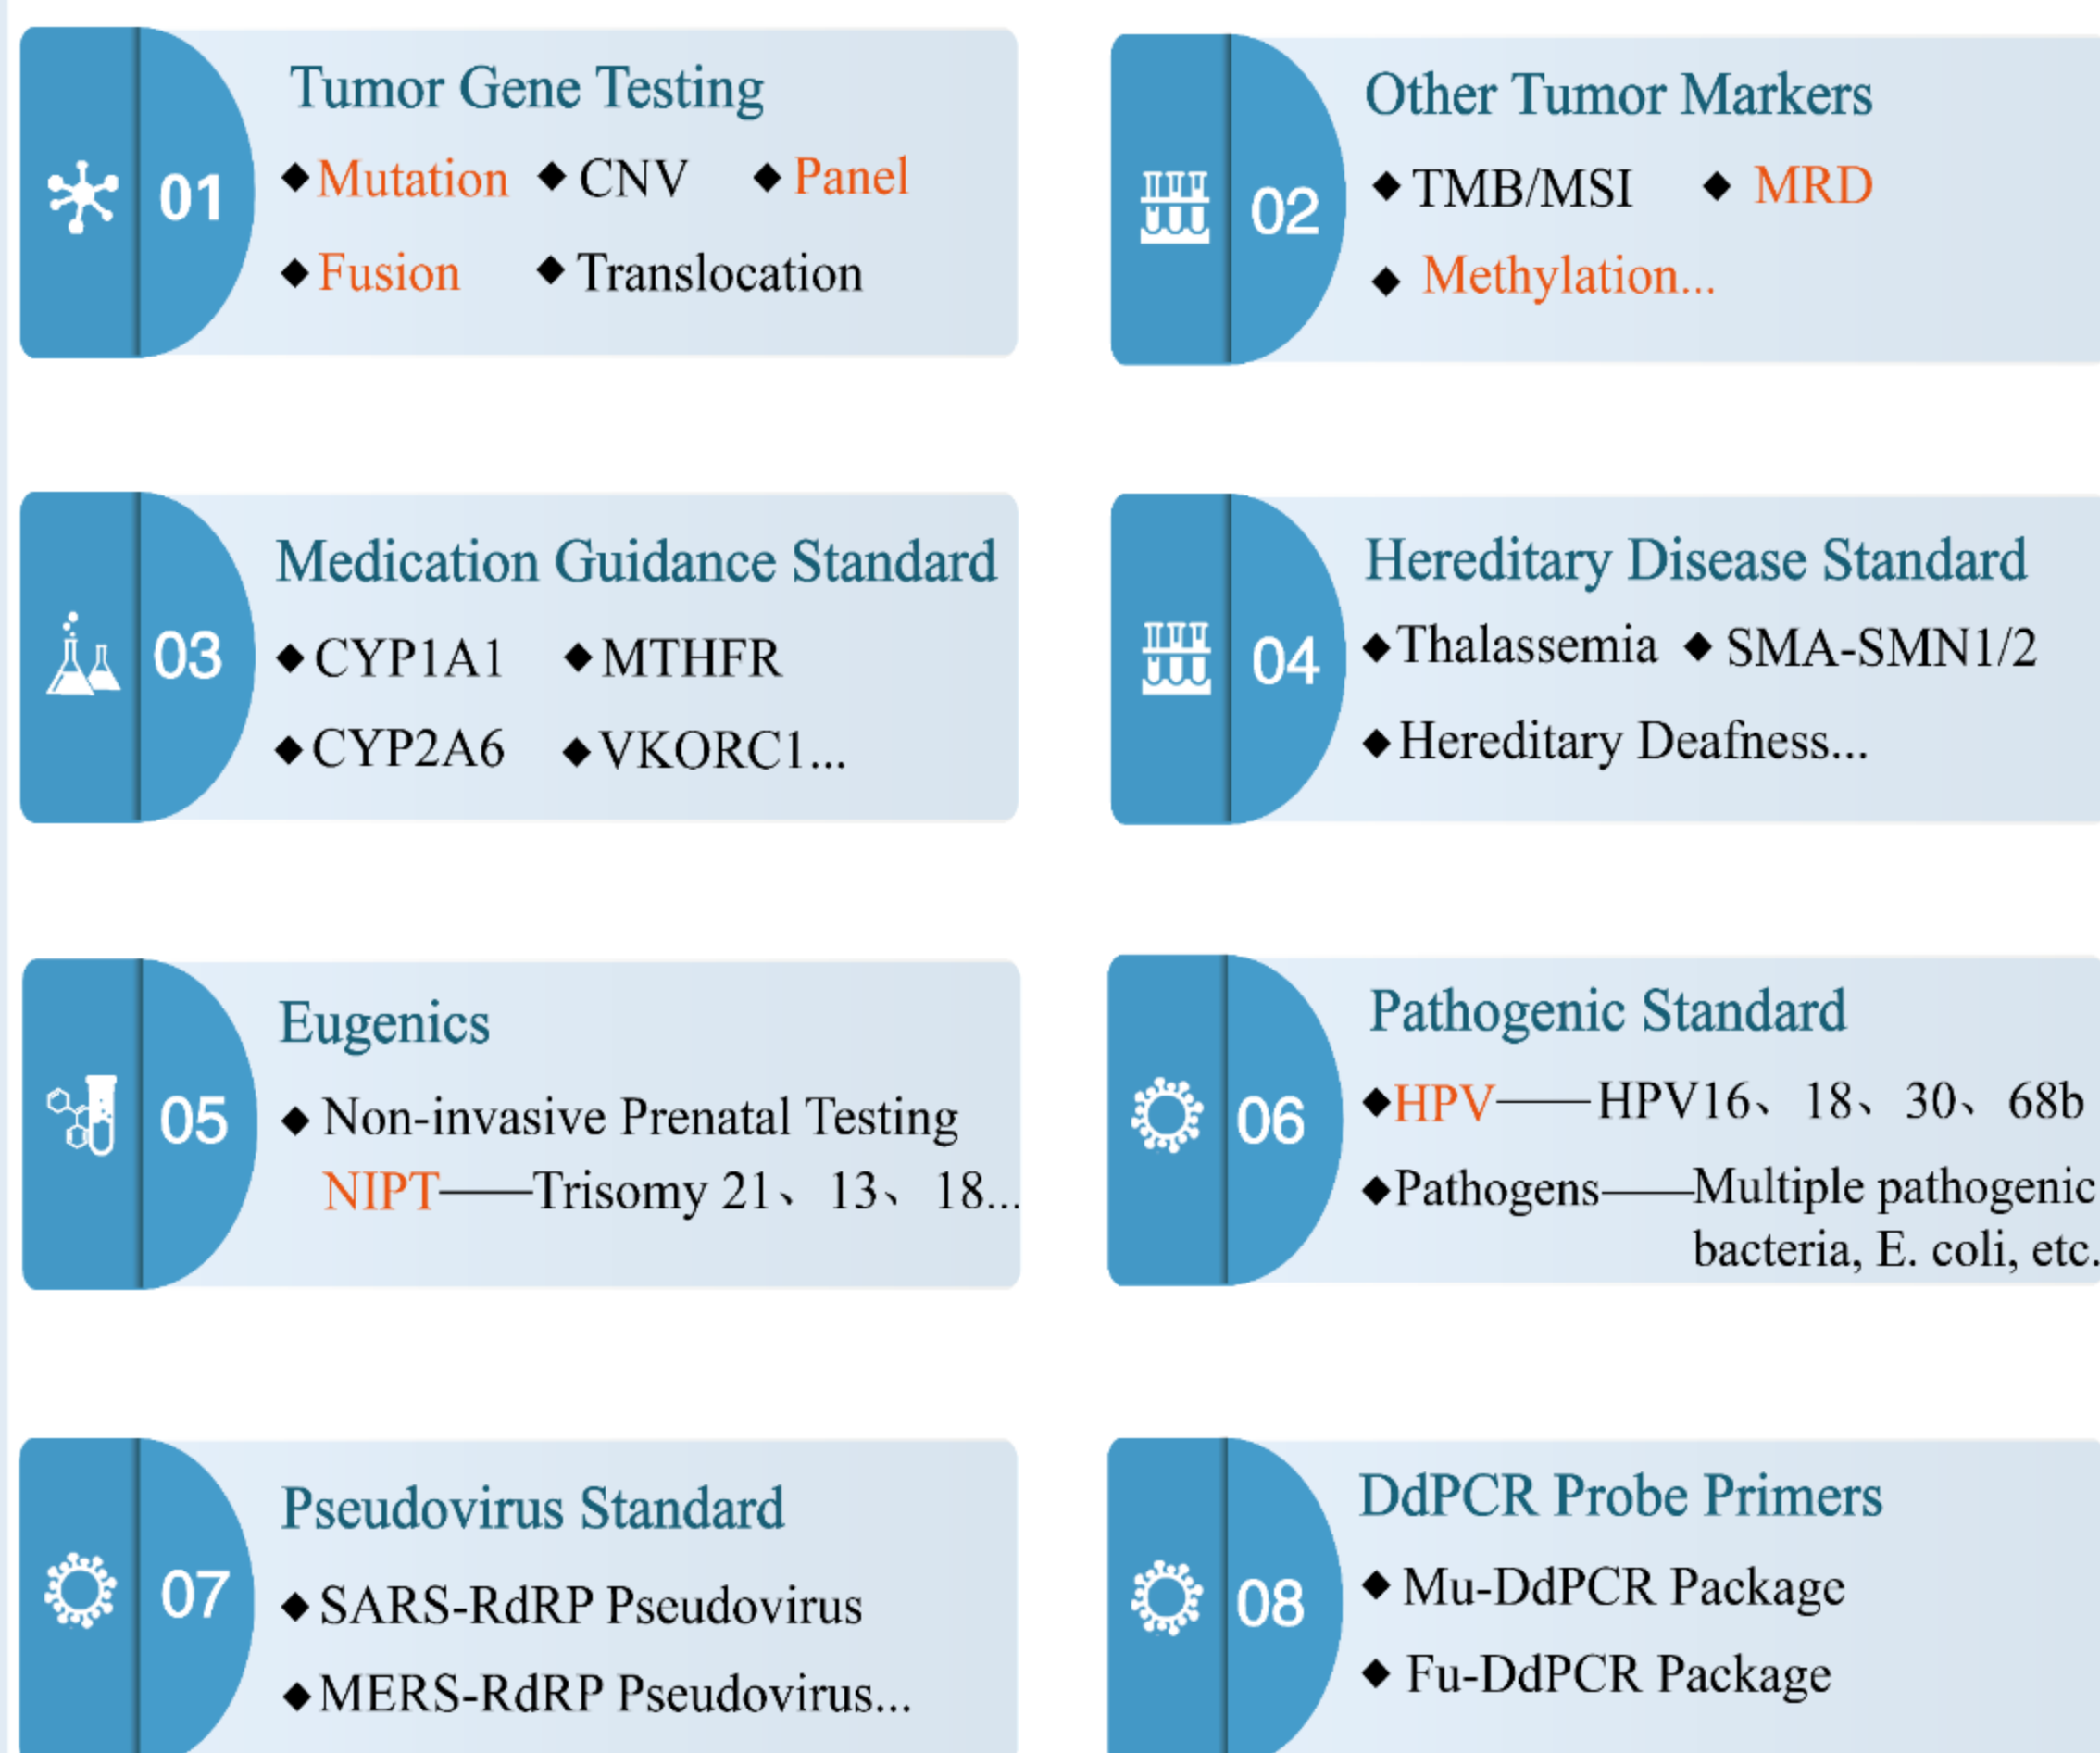 01
Tumor Gene Testing
◆Mutation ◆CNV ◆Panel
◆Fusion ◆Translocation
02
Other Tumor Markers
◆TMB/MSI ◆MRD
◆Methylation...
03
Medication Guidance Standard
◆CYP1A1 ◆MTHFR
◆CYP2A6 ◆VKORC1...
04
Hereditary Disease Standard
◆Thalassemia ◆SMA-SMN1/2
◆Hereditary Deafness...
05
Eugenics
◆Non-invasive Prenatal Testing
NIPT——Trisomy 21、13、18...
06
Pathogenic Standard
◆HPV——HPV16、18、30、68b
◆Pathogens——Multiple pathogenic
bacteria, E. coli, etc.
07
Pseudovirus Standard
◆SARS-RdRP Pseudovirus
◆MERS-RdRP Pseudovirus...
08
DdPCR Probe Primers
◆Mu-DdPCR Package
◆Fu-DdPCR Package